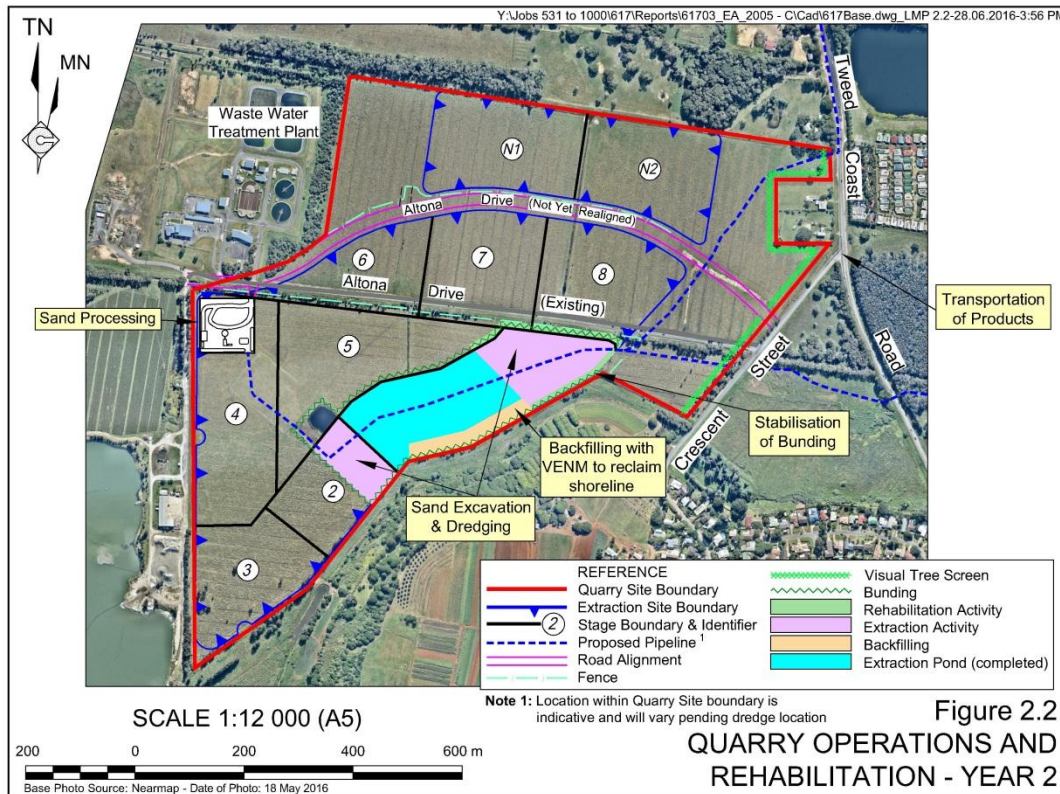 Y:\Jobs 531 to 1000\617\Reports\61703_EA_2005 - C\Cad\617Base.dwg_LMP 2.2-28.06.2016-3:56 PM
TN
MN
Waste Water
Treatment Plant
Tweed
Coast
Road
N1
N2
Altona Drive (Not Yet Realigned)
6
7
8
Altona Drive (Existing)
Sand Processing
Transportation
of Products
5
4
Street
Crescent
Stabilisation
of Bunding
Backfilling with
VENM to reclaim
shoreline
2
Sand Excavation
& Dredging
3
REFERENCE
Quarry Site Boundary
Extraction Site Boundary
2 Stage Boundary & Identifier
Proposed Pipeline 1
Road Alignment
Fence
Visual Tree Screen
Bunding
Rehabilitation Activity
Extraction Activity
Backfilling
Extraction Pond (completed)
Note 1: Location within Quarry Site boundary is
indicative and will vary pending dredge location
SCALE 1:12 000 (A5)
200 0 200 400 600 m
Base Photo Source: Nearmap - Date of Photo: 18 May 2016
Figure 2.2
QUARRY OPERATIONS AND
REHABILITATION - YEAR 2